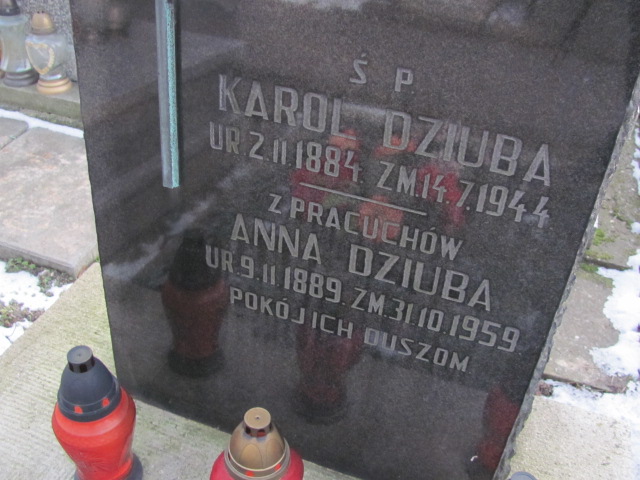 Ś P
KAROL DZIUBA
UR 2.11.1884 ZM.14.7.1944
Z PRACUCHÓW
ANNA DZIUBA
UR.9.11.1889.ZM.31.10.1959
POKÓJ ICH DUSZOM